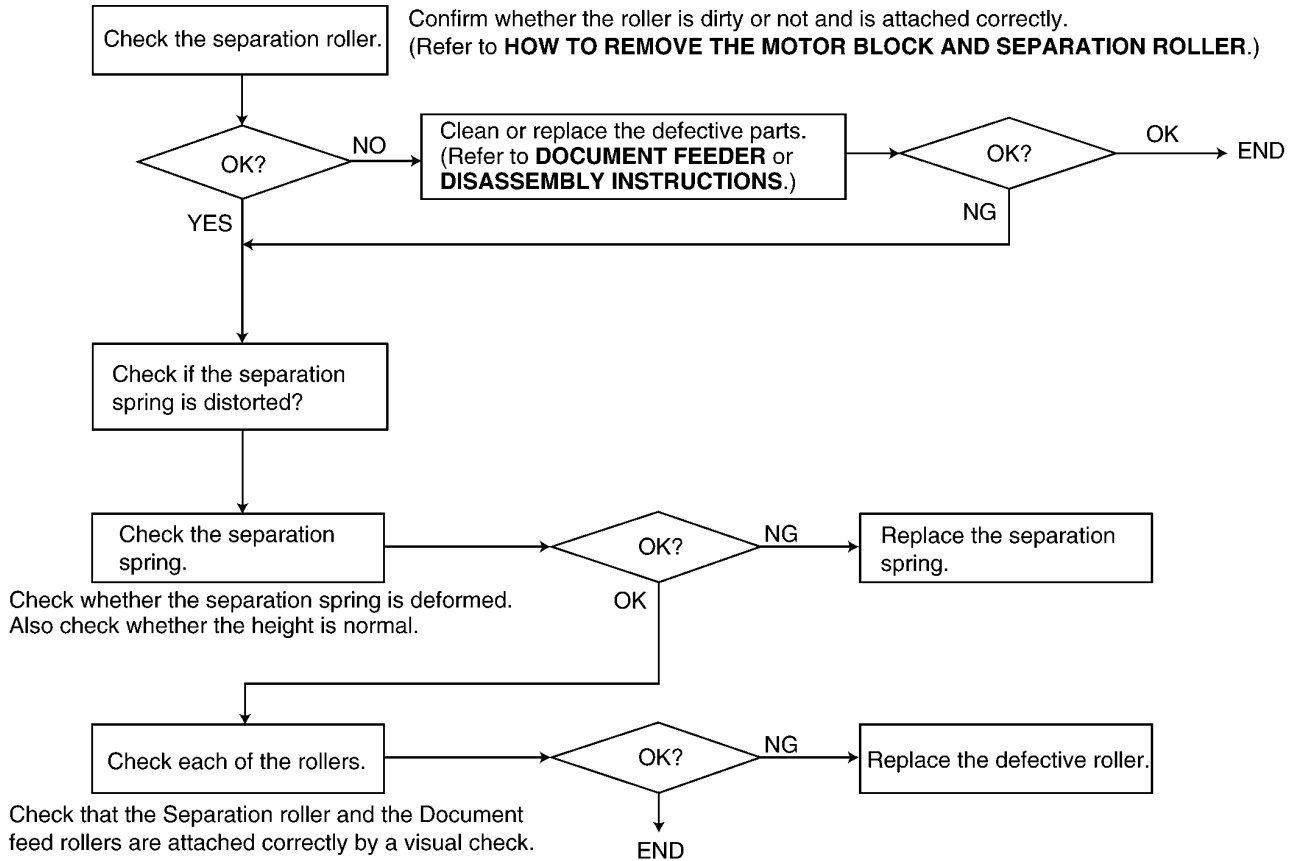 Check the separation roller.
Confirm whether the roller is dirty or not and is attached correctly.
(Refer to HOW TO REMOVE THE MOTOR BLOCK AND SEPARATION ROLLER.)
OK?
NO
Clean or replace the defective parts.
(Refer to DOCUMENT FEEDER or
DISASSEMBLY INSTRUCTIONS.)
OK?
OK
END
YES
NG
Check if the separation
spring is distorted?
Check the separation
spring.
OK?
NG
Replace the separation
spring.
Check whether the separation spring is deformed.
Also check whether the height is normal.
OK
Check each of the rollers.
OK?
NG
Replace the defective roller.
Check that the Separation roller and the Document
feed rollers are attached correctly by a visual check.
END